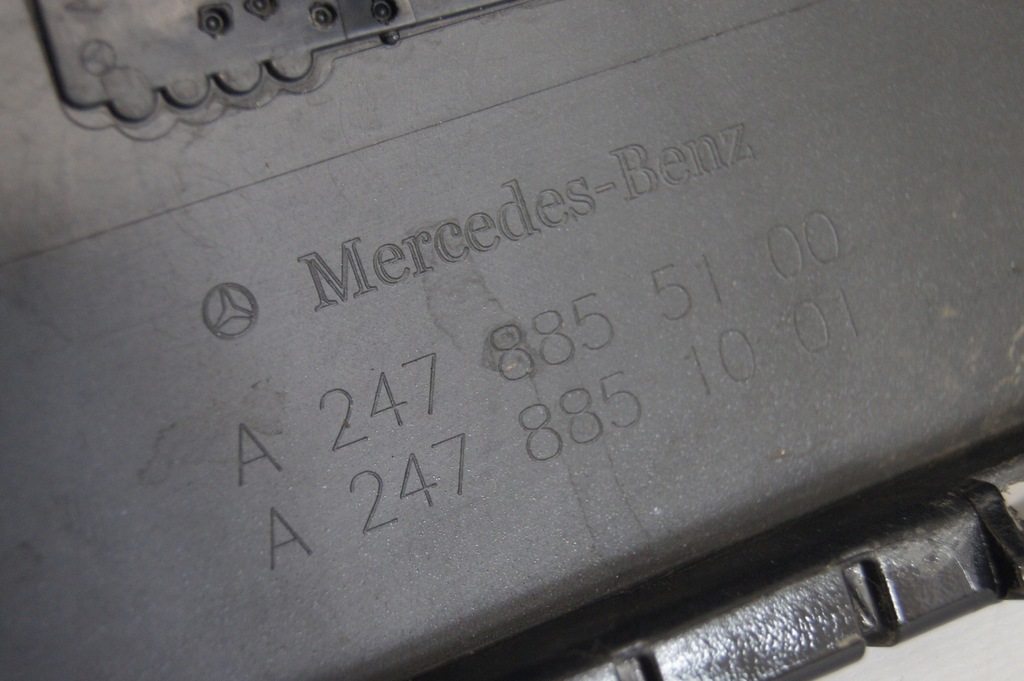 Mercedes-Benz
A 247 885 51 00
A 247 885 10 01